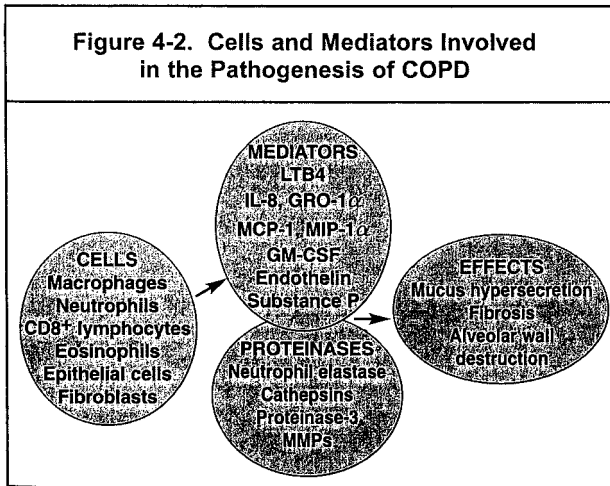 Figure 4-2. Cells and Mediators Involved
in the Pathogenesis of COPD
CELLS
Macrophages
Neutrophils
CD8+ lymphocytes
Eosinophils
Epithelial cells
Fibroblasts
MEDIATORS
LTB4
IL-8, GRO-1α
MCP-1, MIP-1α
GM-CSF
Endothelin
Substance P
PROTEINASES
Neutrophil elastase
Cathepsins
Proteinase-3
MMPs
EFFECTS
Mucus hypersecretion
Fibrosis
Alveolar wall
destruction